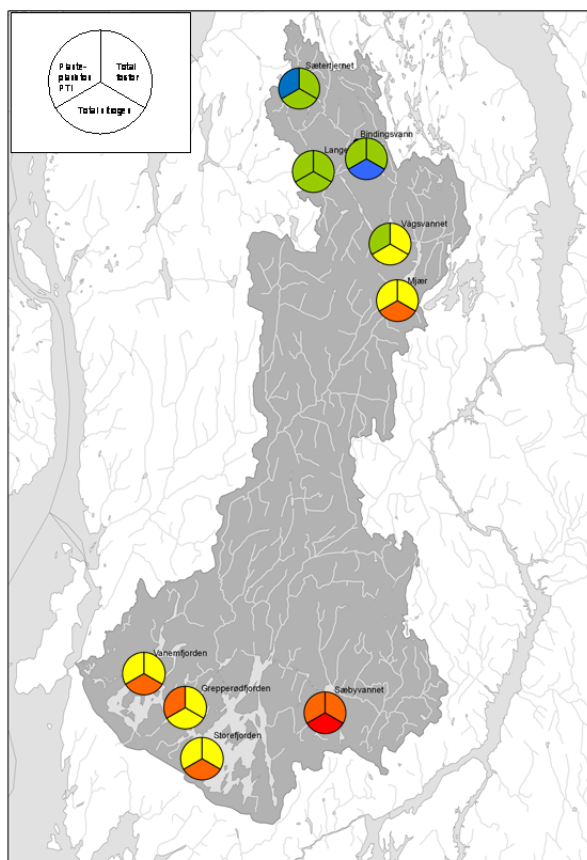 Plante-
plankton
PTI
Total
fosfor
Total nitrogen
Sætertjernet
Bindingsvann
Lange
Vågsvannet
Mjær
Vanemfjorden
Grepperødfjorden
Sæbyvannet
Storefjorden